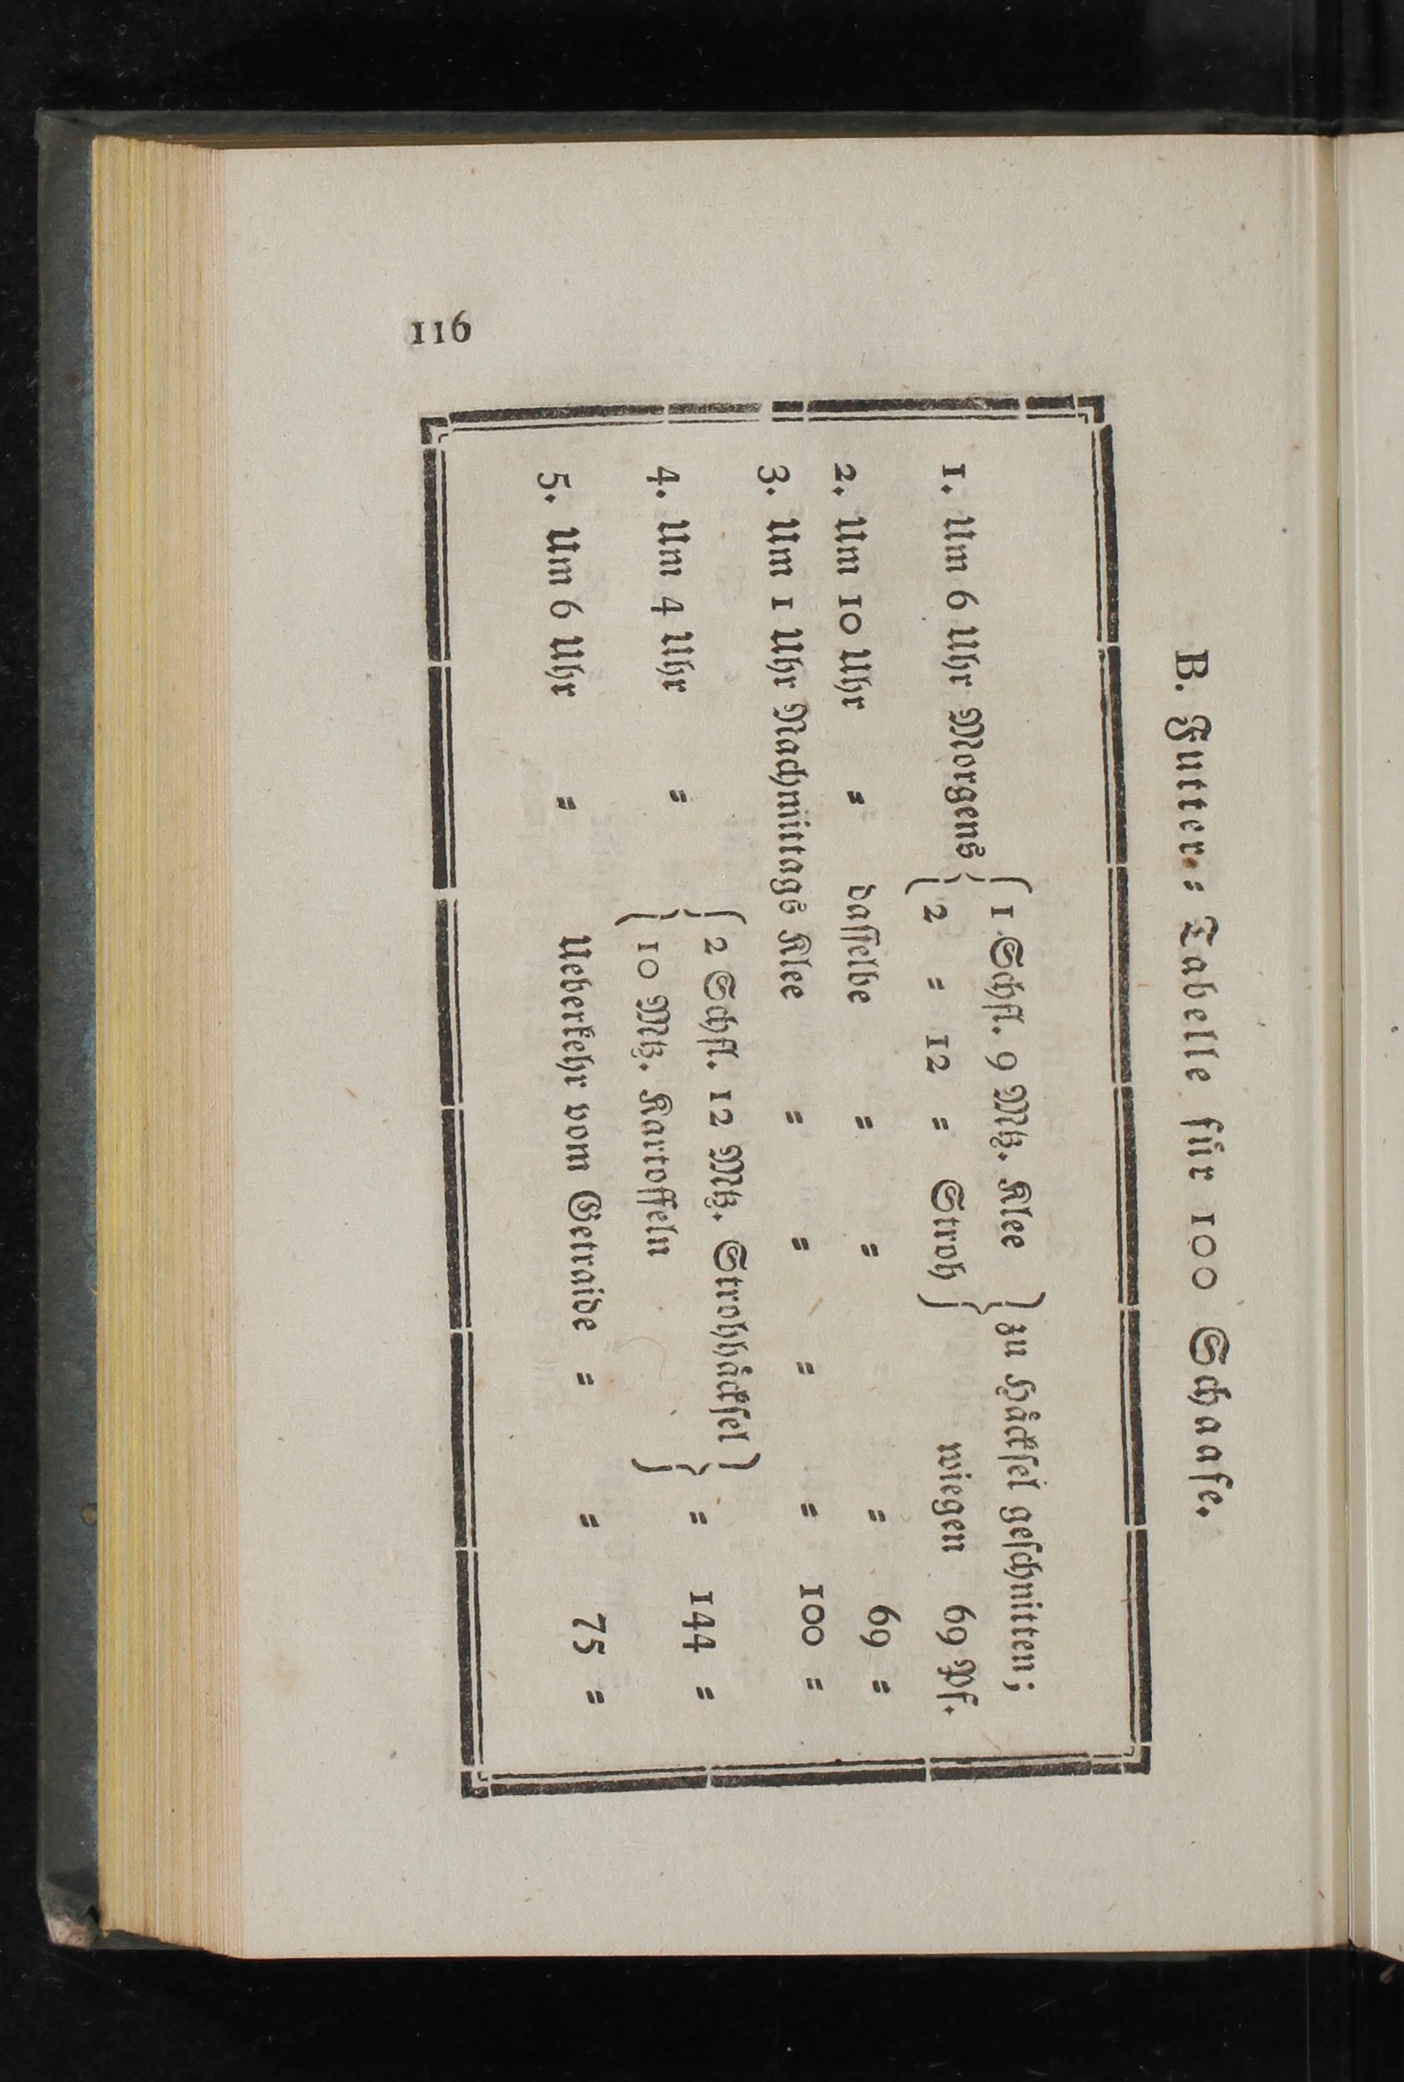 116
B. Futter-Tabelle für 100 Schaafe.
1. Um 6 Uhr Morgens { 1 Schfl. 9 Mtz. Klee } zu Häckſel geſchnitten;
{ 2 = 12 = Stroh } wiegen 69 Pf.
2. Um 10 Uhr = daſſelbe = = = 69 =
3. Um 1 Uhr Nachmittags Klee = = = = 100 =
4. Um 4 Uhr = { 2 Schfl. 12 Mtz. Strohhäckſel } = 144 =
{ 10 Mtz. Kartoffeln }
5. Um 6 Uhr = Ueberkehr vom Getraide = = 75 =